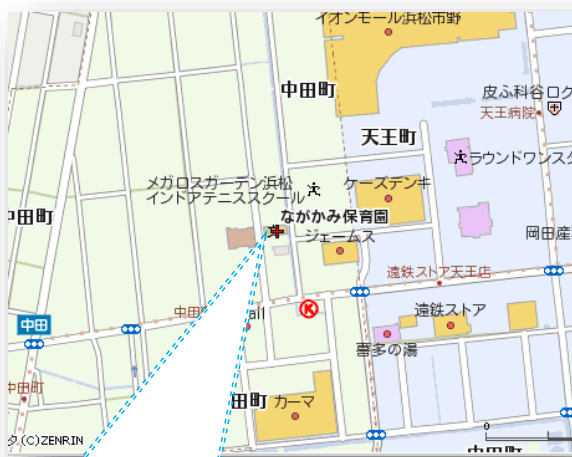 イオンモール浜松市野
中田町
皮ふ科谷口ク
天王病院
天王町
ラウンドワンスタ
メガロスガーデン浜松
インドアテニススクール
ケーズデンキ
中田町
ながかみ保育園
ジェームス
岡田産
遠鉄ストア天王店
中田
中田
all
K
遠鉄ストア
喜多の湯
中田町
田町
カーマ
0
タ(C)ZENRIN
中田町